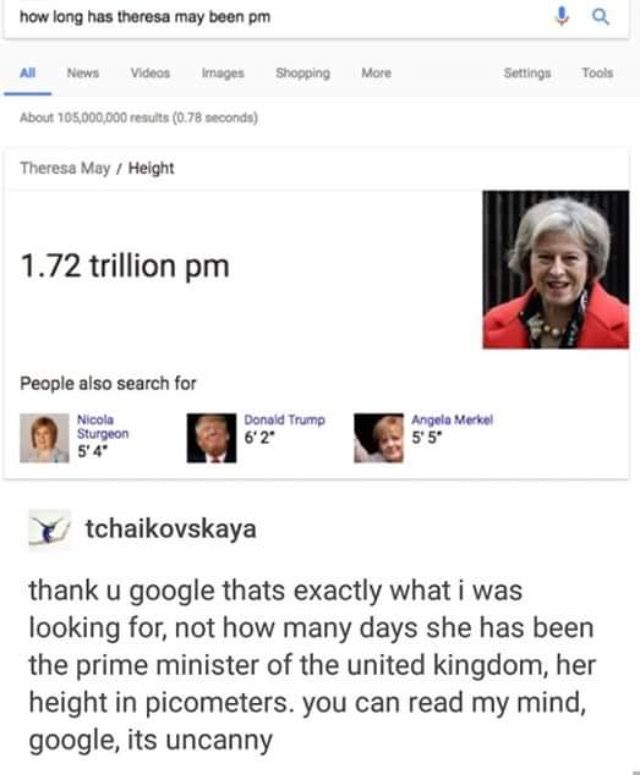 how long has theresa may been pm
All News Videos Images Shopping More Settings Tools
About 105,000,000 results (0.78 seconds)
Theresa May / Height
1.72 trillion pm
People also search for
Nicola Sturgeon
5' 4"
Donald Trump
6' 2"
Angela Merkel
5' 5"
tchaikovskaya
thank u google thats exactly what i was
looking for, not how many days she has been
the prime minister of the united kingdom, her
height in picometers. you can read my mind,
google, its uncanny